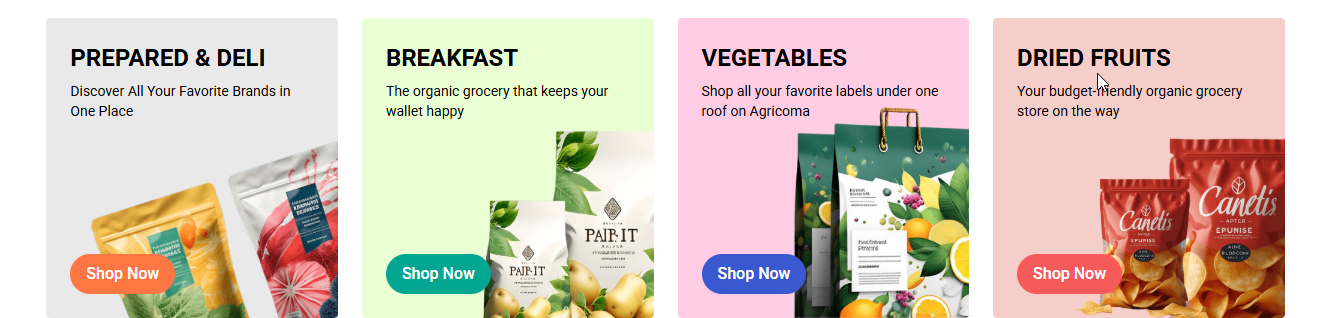 PREPARED & DELI
Discover All Your Favorite Brands in
One Place
Shop Now
BREAKFAST
The organic grocery that keeps your
wallet happy
PAIR·IT
PAIR·IT
Shop Now
VEGETABLES
Shop all your favorite labels under one
roof on Agricoma
Shop Now
DRIED FRUITS
Your budget-friendly organic grocery
store on the way
Canetis
APTCR
EPUNISE
Canetis
APTCR
EPUNISE
Shop Now